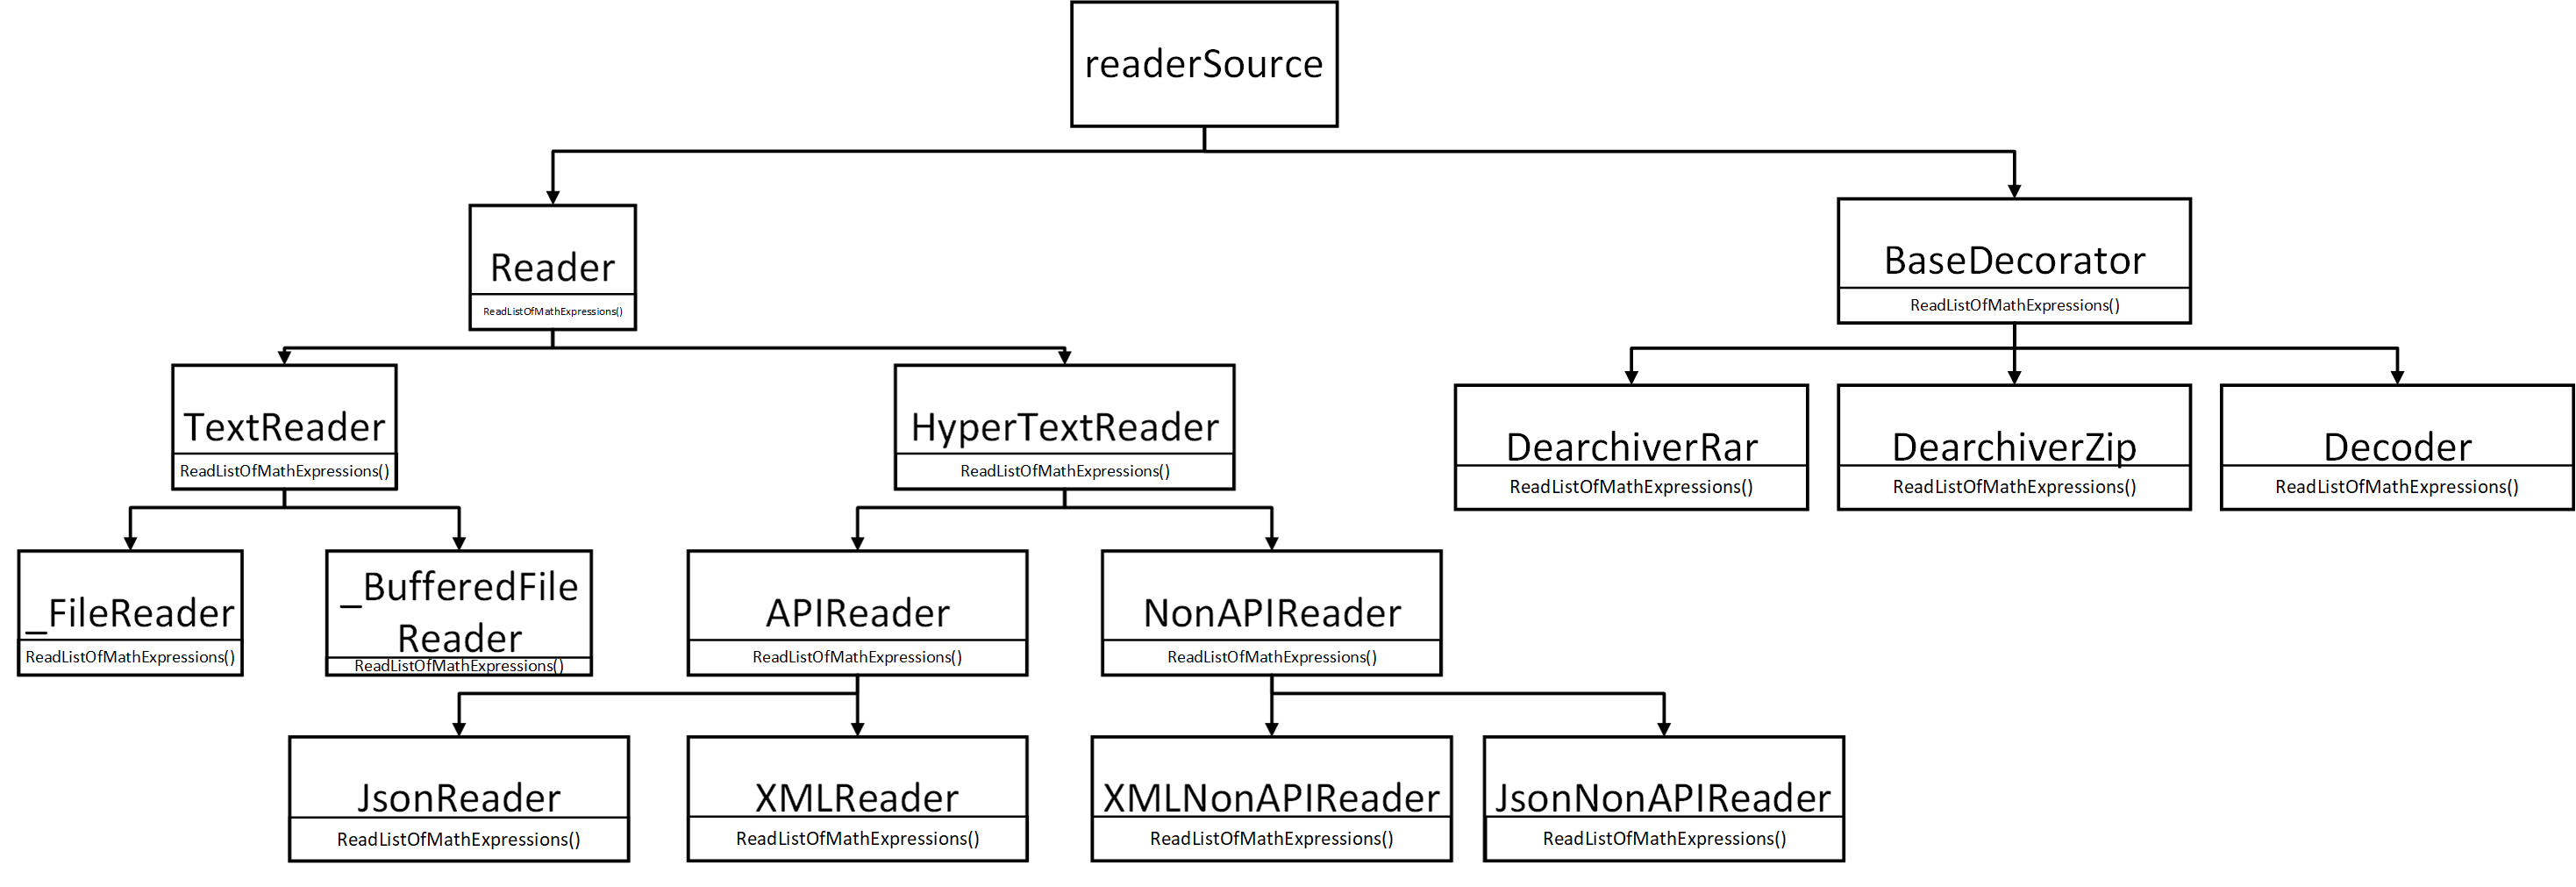 readerSource
Reader
ReadListOfMathExpressions()
BaseDecorator
ReadListOfMathExpressions()
TextReader
ReadListOfMathExpressions()
HyperTextReader
ReadListOfMathExpressions()
DearchiverRar
ReadListOfMathExpressions()
DearchiverZip
ReadListOfMathExpressions()
Decoder
ReadListOfMathExpressions()
_FileReader
ReadListOfMathExpressions()
_BufferedFile
Reader
ReadListOfMathExpressions()
APIReader
ReadListOfMathExpressions()
NonAPIReader
ReadListOfMathExpressions()
JsonReader
ReadListOfMathExpressions()
XMLReader
ReadListOfMathExpressions()
XMLNonAPIReader
ReadListOfMathExpressions()
JsonNonAPIReader
ReadListOfMathExpressions()